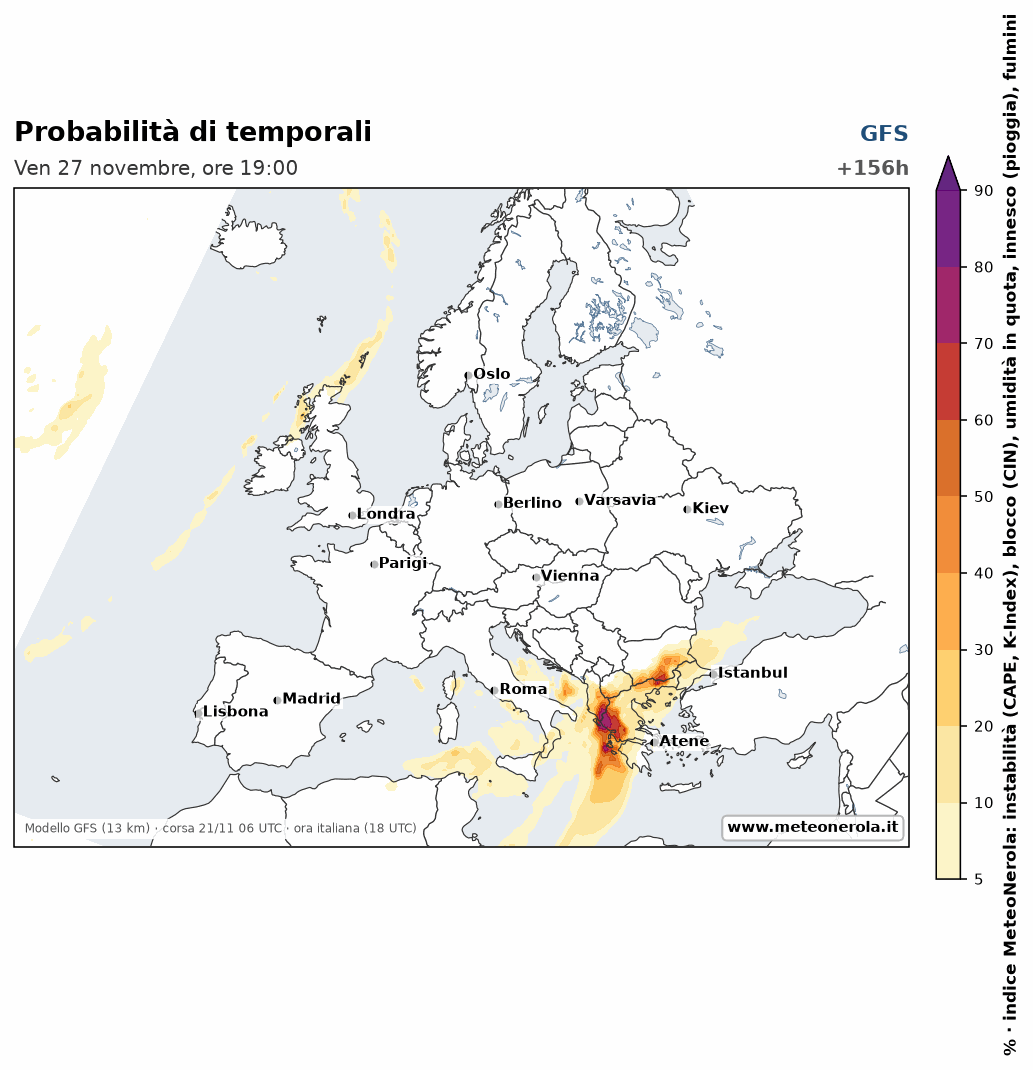 Probabilità di temporali
GFS
Ven 27 novembre, ore 19:00
+156h
Oslo
Londra
Berlino
Varsavia
Kiev
Parigi
Vienna
Madrid
Lisbona
Roma
Istanbul
Atene
Modello GFS (13 km) · corsa 21/11 06 UTC · ora italiana (18 UTC)
www.meteonerola.it
90
80
70
60
50
40
30
20
10
5
% · indice MeteoNerola: instabilità (CAPE, K-Index), blocco (CIN), umidità in quota, innesco (pioggia), fulmini